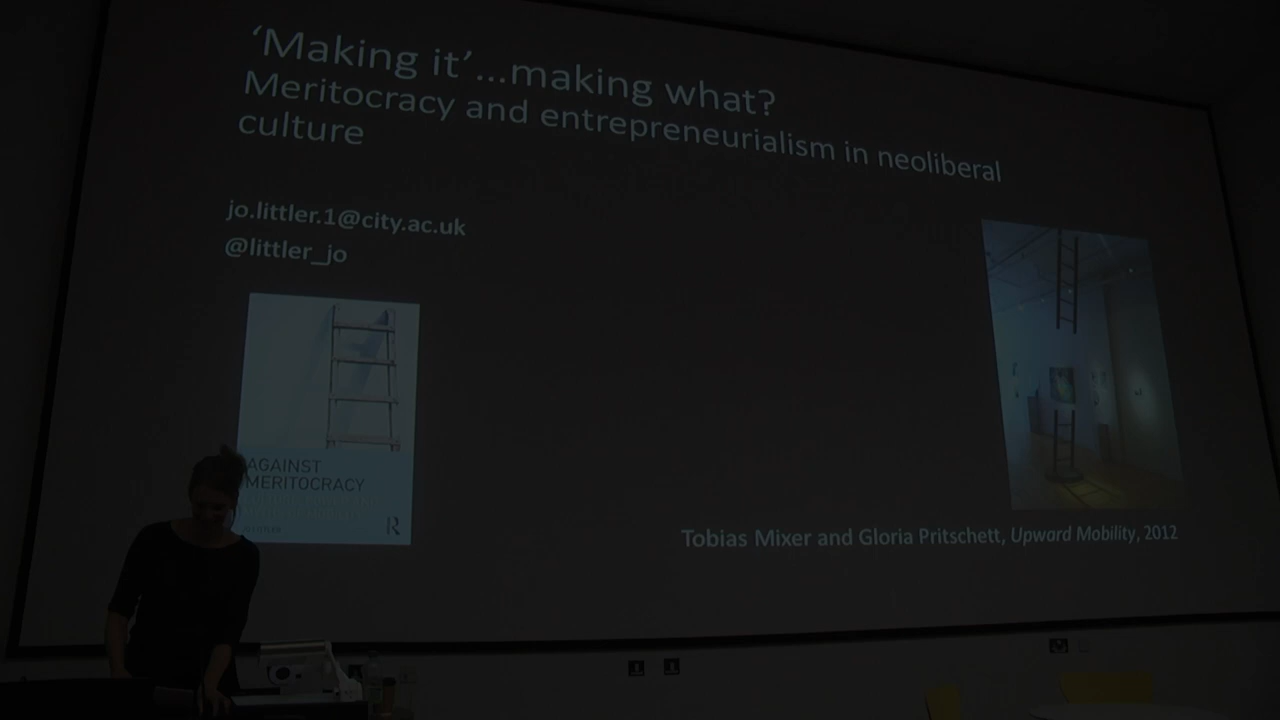 ‘Making it’...making what?
Meritocracy and entrepreneurialism in neoliberal
culture
jo.littler.1@city.ac.uk
@littler_jo
AGAINST
MERITOCRACY
R
Tobias Mixer and Gloria Pritschett, Upward Mobility, 2012